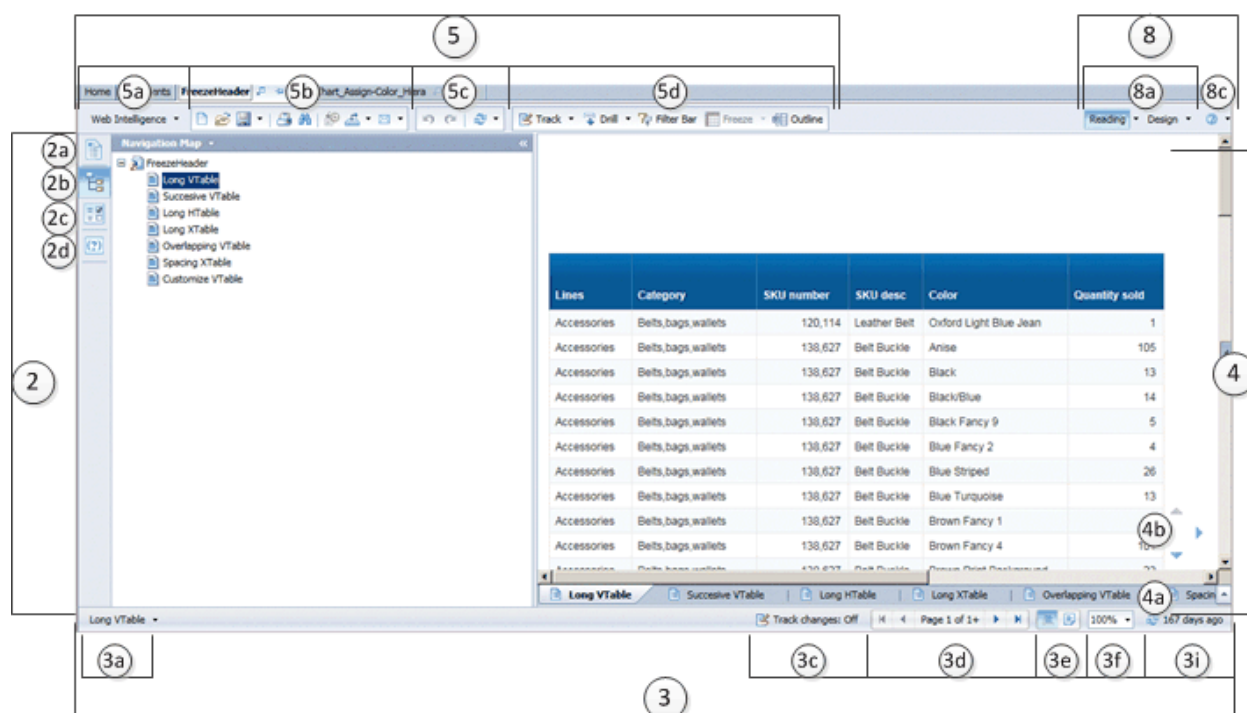 5
8
Home 5a ents FreezeHeader 5b hart_Assign-Color_Hiera 5c 5d 8a 8c
Web Intelligence Track Drill Filter Bar Freeze Outline Reading Design
2a Navigation Map
FreezeHeader
2b Long VTable
Succesive VTable
2c Long HTable
Long XTable
2d Overlapping VTable
Spacing XTable
Customize VTable
Lines Category SKU number SKU desc Color Quantity sold
Accessories Belts,bags,wallets 120,114 Leather Belt Oxford Light Blue Jean 1
Accessories Belts,bags,wallets 138,627 Belt Buckle Anise 105
Accessories Belts,bags,wallets 138,627 Belt Buckle Black 13
2 4
Accessories Belts,bags,wallets 138,627 Belt Buckle Black/Blue 14
Accessories Belts,bags,wallets 138,627 Belt Buckle Black Fancy 9 5
Accessories Belts,bags,wallets 138,627 Belt Buckle Blue Fancy 2 4
Accessories Belts,bags,wallets 138,627 Belt Buckle Blue Striped 26
Accessories Belts,bags,wallets 138,627 Belt Buckle Blue Turquoise 13
Accessories Belts,bags,wallets 138,627 Belt Buckle Brown Fancy 1 4b
Accessories Belts,bags,wallets 138,627 Belt Buckle Brown Fancy 4
Long VTable Succesive VTable Long HTable Long XTable Overlapping VTable 4a Spacin
Long VTable Track changes: Off Page 1 of 1+ 100% 167 days ago
3a 3c 3d 3e 3f 3i
3